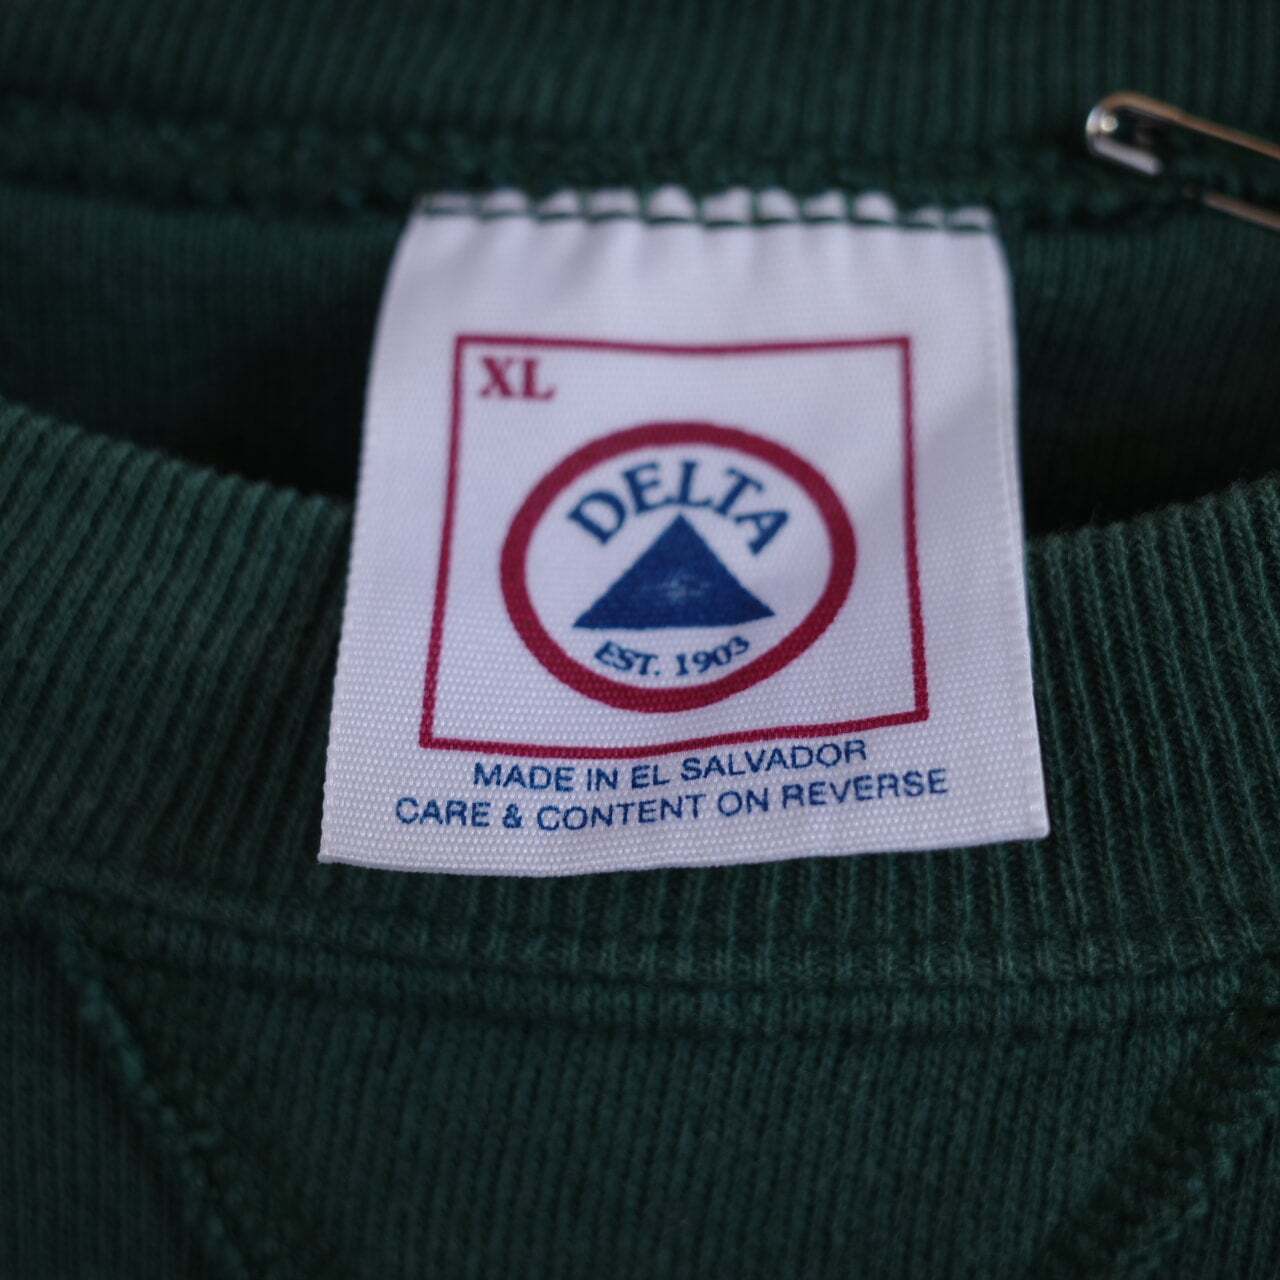 XL
DELTA
EST. 1903
MADE IN EL SALVADOR
CARE & CONTENT ON REVERSE